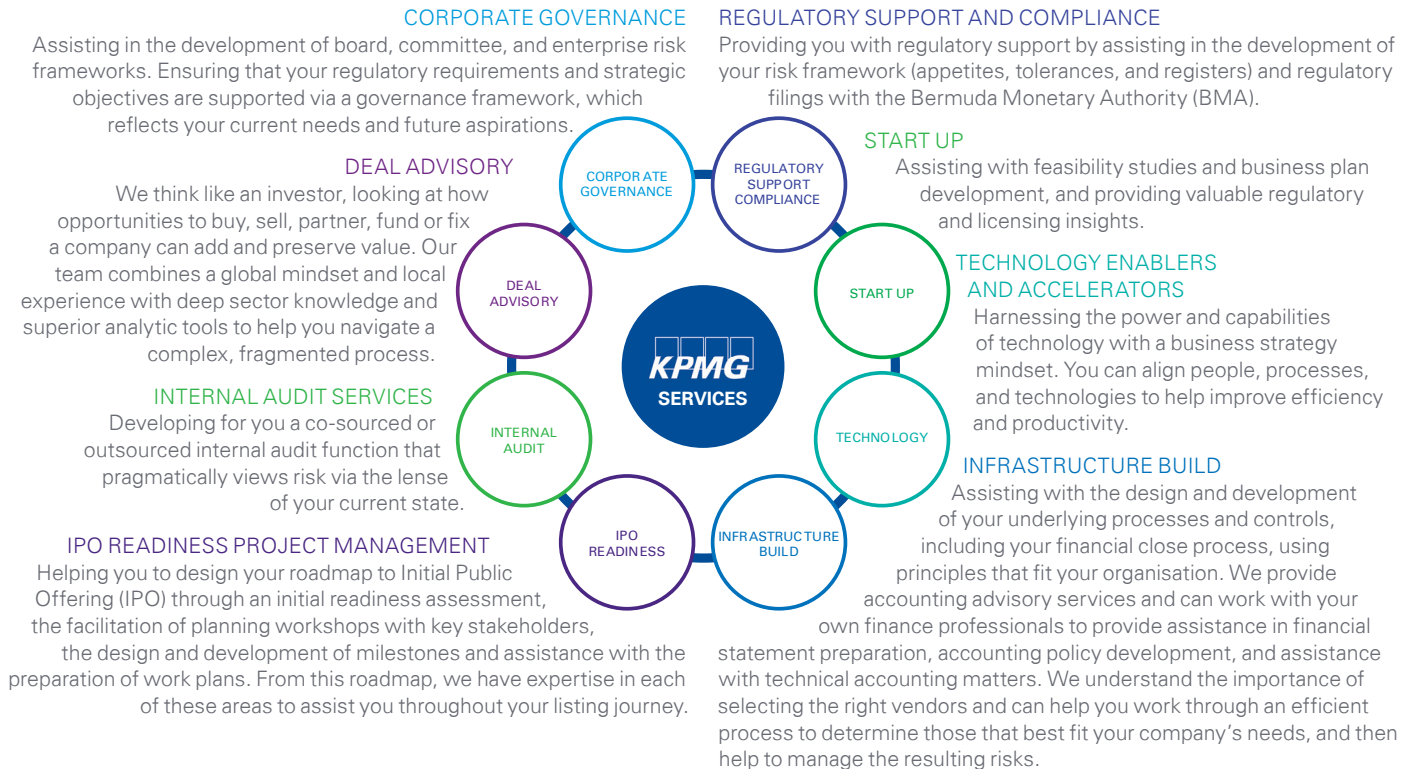 CORPORATE GOVERNANCE
Assisting in the development of board, committee, and enterprise risk
frameworks. Ensuring that your regulatory requirements and strategic
objectives are supported via a governance framework, which
reflects your current needs and future aspirations.
REGULATORY SUPPORT AND COMPLIANCE
Providing you with regulatory support by assisting in the development of
your risk framework (appetites, tolerances, and registers) and regulatory
filings with the Bermuda Monetary Authority (BMA).
DEAL ADVISORY
We think like an investor, looking at how
opportunities to buy, sell, partner, fund or fix
a company can add and preserve value. Our
team combines a global mindset and local
experience with deep sector knowledge and
superior analytic tools to help you navigate a
complex, fragmented process.
START UP
Assisting with feasibility studies and business plan
development, and providing valuable regulatory
and licensing insights.
TECHNOLOGY ENABLERS
AND ACCELERATORS
Harnessing the power and capabilities
of technology with a business strategy
mindset. You can align people, processes,
and technologies to help improve efficiency
and productivity.
INTERNAL AUDIT SERVICES
Developing for you a co-sourced or
outsourced internal audit function that
pragmatically views risk via the lense
of your current state.
IPO READINESS PROJECT MANAGEMENT
Helping you to design your roadmap to Initial Public
Offering (IPO) through an initial readiness assessment,
the facilitation of planning workshops with key stakeholders,
the design and development of milestones and assistance with the
preparation of work plans. From this roadmap, we have expertise in each
of these areas to assist you throughout your listing journey.
INFRASTRUCTURE BUILD
Assisting with the design and development
of your underlying processes and controls,
including your financial close process, using
principles that fit your organisation. We provide
accounting advisory services and can work with your
own finance professionals to provide assistance in financial
statement preparation, accounting policy development, and assistance
with technical accounting matters. We understand the importance of
selecting the right vendors and can help you work through an efficient
process to determine those that best fit your company's needs, and then
help to manage the resulting risks.
CORPORATE
GOVERNANCE
REGULATORY
SUPPORT
COMPLIANCE
DEAL
ADVISORY
START UP
KPMG
SERVICES
INTERNAL
AUDIT
TECHNOLOGY
IPO
READINESS
INFRASTRUCTURE
BUILD